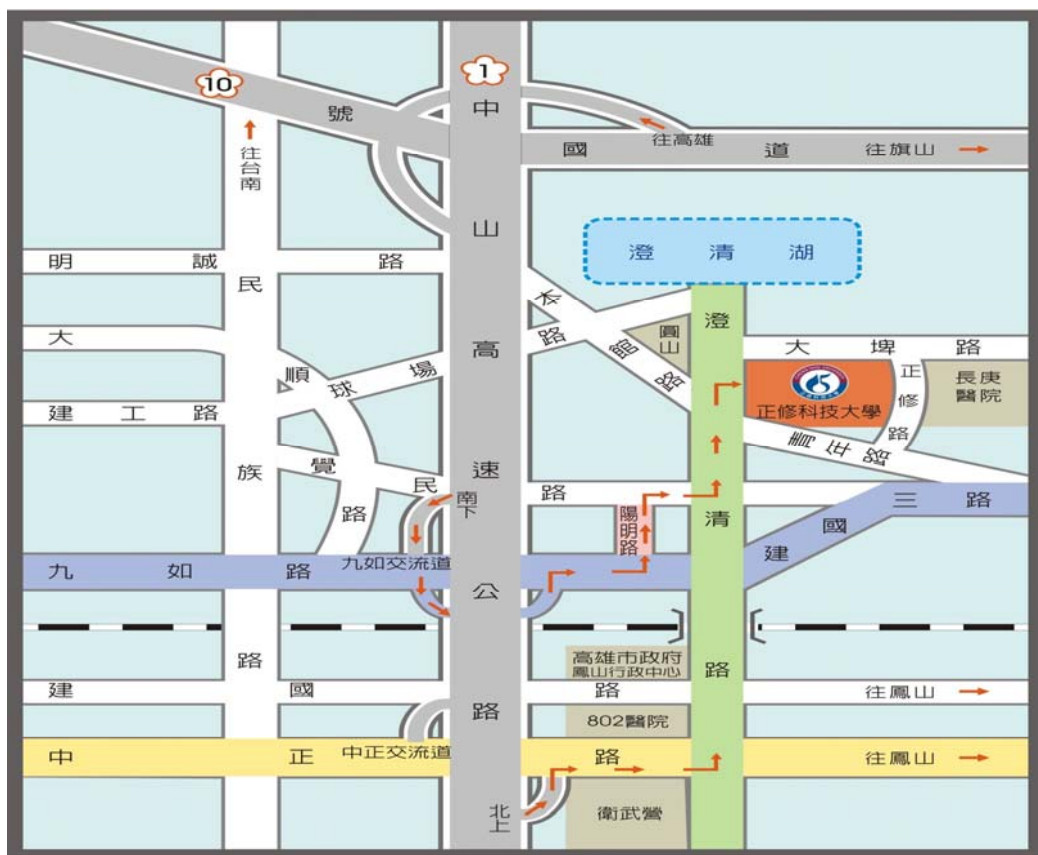 10
1
號
國道
往高雄
往旗山
往台南
中山高速公路
澄清湖
明誠路
民族路
本館路
大順路
球場路
圓山
澄清路
大埤路
正修科技大學
正修路
長庚
醫院
建工路
青年路
覺民路
南下
陽明路
建國三路
九如路
九如交流道
高雄市政府
鳳山行政中心
建國路
往鳳山
802醫院
中正路
中正交流道
往鳳山
北上
衛武營